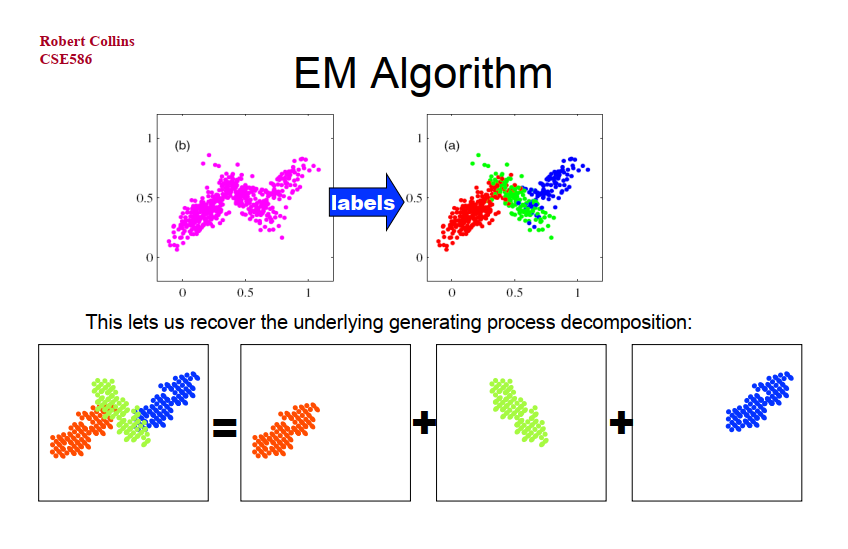 Robert Collins
CSE586
EM Algorithm
1
(b)
0.5
0
0
0.5
1
labels
1
(a)
0.5
0
0
0.5
1
This lets us recover the underlying generating process decomposition:
= + +